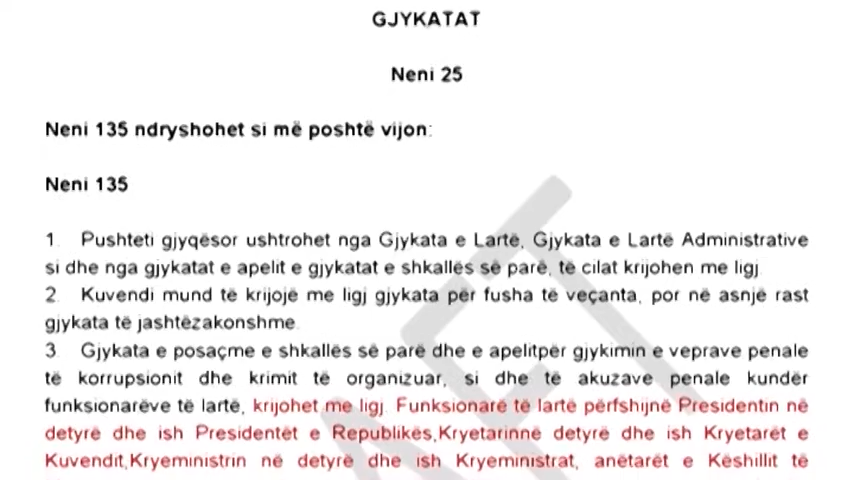 GJYKATAT
Neni 25
Neni 135 ndryshohet si më poshtë vijon:
Neni 135
1. Pushteti gjyqësor ushtrohet nga Gjykata e Lartë, Gjykata e Lartë Administrative
si dhe nga gjykatat e apelit e gjykatat e shkallës së parë, të cilat krijohen me ligj.
2. Kuvendi mund të krijojë me ligj gjykata për fusha të veçanta, por në asnjë rast
gjykata të jashtëzakonshme.
3. Gjykata e posaçme e shkallës së parë dhe e apelitpër gjykimin e veprave penale
të korrupsionit dhe krimit të organizuar, si dhe të akuzave penale kundër
funksionarëve të lartë, krijohet me ligj. Funksionarë të lartë përfshijnë Presidentin në
detyrë dhe ish Presidentët e Republikës,Kryetarinnë detyrë dhe ish Kryetarët e
Kuvendit,Kryeministrin në detyrë dhe ish Kryeministrat, anëtarët e Këshillit të